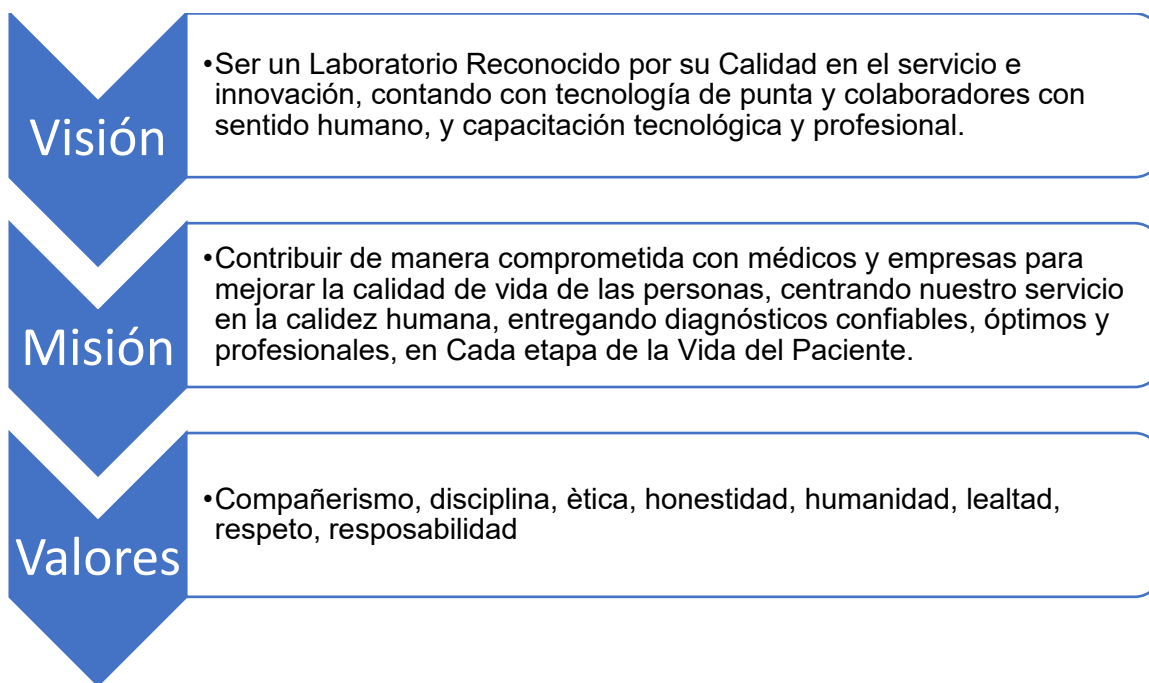 Visión
•Ser un Laboratorio Reconocido por su Calidad en el servicio e
innovación, contando con tecnología de punta y colaboradores con
sentido humano, y capacitación tecnológica y profesional.
Misión
•Contribuir de manera comprometida con médicos y empresas para
mejorar la calidad de vida de las personas, centrando nuestro servicio
en la calidez humana, entregando diagnósticos confiables, óptimos y
profesionales, en Cada etapa de la Vida del Paciente.
Valores
•Compañerismo, disciplina, ètica, honestidad, humanidad, lealtad,
respeto, resposabilidad